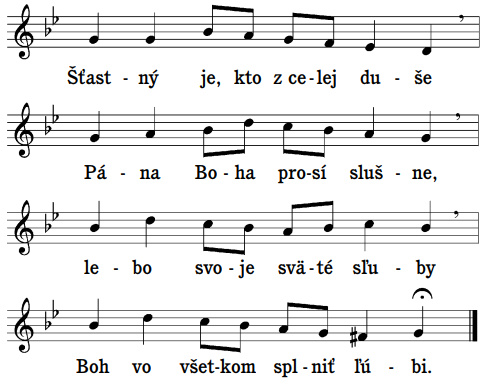 Šťast - ný je, kto z ce - lej du - še
Pá - na Bo - ha pro - sí sluš - ne,
le - bo svo - je svä - té sľu - by
Boh vo všet - kom spl - niť ľú - bi.